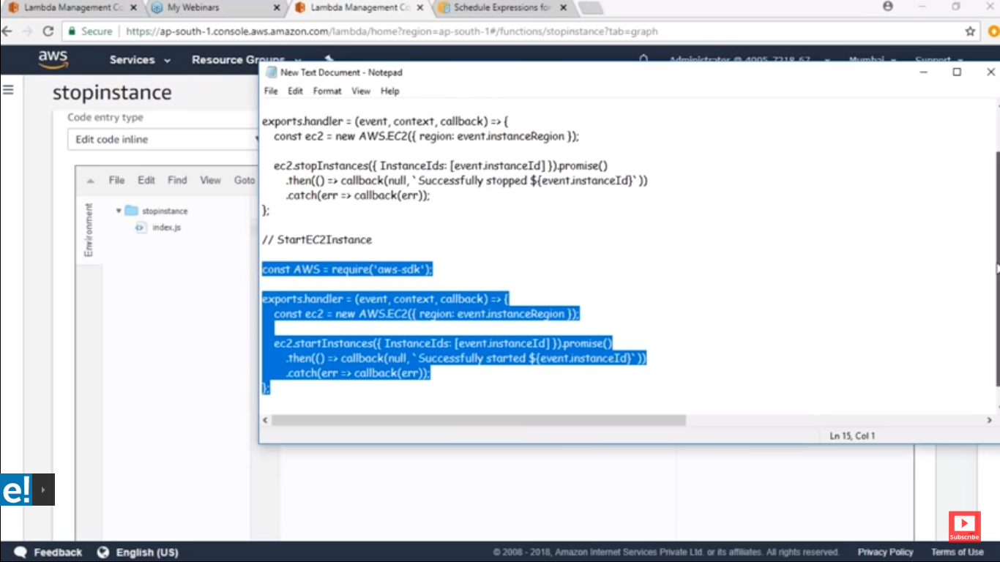 Lambda Management Co
My Webinars
Lambda Management Co
Schedule Expressions for
Secure
https://ap-south-1.console.aws.amazon.com/lambda/home?region=ap-south-1#/functions/stopinstance?tab=graph
aws
Services
Resource Groups
Administrator @ 4005-7218-67
Mumbai
Support
New Text Document - Notepad
File Edit Format View Help
stopinstance
Code entry type
Edit code inline
File Edit Find View Goto
Environment
stopinstance
index.js
exports.handler = (event, context, callback) => {
const ec2 = new AWS.EC2({ region: event.instanceRegion });
ec2.stopInstances({ InstanceIds: [event.instanceId] }).promise()
.then(() => callback(null, `Successfully stopped ${event.instanceId}`))
.catch(err => callback(err));
};
// StartEC2Instance
const AWS = require('aws-sdk');
exports.handler = (event, context, callback) => {
const ec2 = new AWS.EC2({ region: event.instanceRegion });
ec2.startInstances({ InstanceIds: [event.instanceId] }).promise()
.then(() => callback(null, `Successfully started ${event.instanceId}`))
.catch(err => callback(err));
};
Ln 15, Col 1
e!
Subscribe
Feedback
English (US)
© 2008 - 2018, Amazon Internet Services Private Ltd. or its affiliates. All rights reserved.
Privacy Policy
Terms of Use